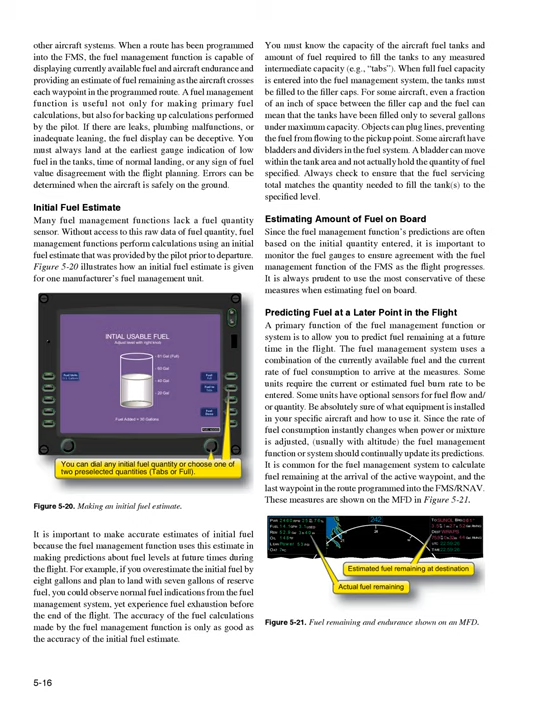 other aircraft systems. When a route has been programmed
into the FMS, the fuel management function is capable of
displaying currently available fuel and aircraft endurance and
providing an estimate of fuel remaining as the aircraft crosses
each waypoint in the programmed route. A fuel management
function is useful not only for making primary fuel
calculations, but also for backing up calculations performed
by the pilot. If there are leaks, plumbing malfunctions, or
inadequate leaning, the fuel display can be deceptive. You
must always land at the earliest gauge indication of low
fuel in the tanks, time of normal landing, or any sign of fuel
value disagreement with the flight planning. Errors can be
determined when the aircraft is safely on the ground.
Initial Fuel Estimate
Many fuel management functions lack a fuel quantity
sensor. Without access to this raw data of fuel quantity, fuel
management functions perform calculations using an initial
fuel estimate that was provided by the pilot prior to departure.
Figure 5-20 illustrates how an initial fuel estimate is given
for one manufacturer's fuel management unit.
INTIAL USABLE FUEL
Adjust level with right knob
81 Gal (Full)
60 Gal
40 Gal
20 Gal
Fuel Added = 30 Gallons
You can dial any initial fuel quantity or choose one of
two preselected quantities (Tabs or Full).
Figure 5-20. Making an initial fuel estimate.
It is important to make accurate estimates of initial fuel
because the fuel management function uses this estimate in
making predictions about fuel levels at future times during
the flight. For example, if you overestimate the initial fuel by
eight gallons and plan to land with seven gallons of reserve
fuel, you could observe normal fuel indications from the fuel
management system, yet experience fuel exhaustion before
the end of the flight. The accuracy of the fuel calculations
made by the fuel management function is only as good as
the accuracy of the initial fuel estimate.
5-16
You must know the capacity of the aircraft fuel tanks and
amount of fuel required to fill the tanks to any measured
intermediate capacity (e.g., "tabs"). When full fuel capacity
is entered into the fuel management system, the tanks must
be filled to the filler caps. For some aircraft, even a fraction
of an inch of space between the filler cap and the fuel can
mean that the tanks have been filled only to several gallons
under maximum capacity. Objects can plug lines, preventing
the fuel from flowing to the pickup point. Some aircraft have
bladders and dividers in the fuel system. A bladder can move
within the tank area and not actually hold the quantity of fuel
specified. Always check to ensure that the fuel servicing
total matches the quantity needed to fill the tank(s) to the
specified level.
Estimating Amount of Fuel on Board
Since the fuel management function's predictions are often
based on the initial quantity entered, it is important to
monitor the fuel gauges to ensure agreement with the fuel
management function of the FMS as the flight progresses.
It is always prudent to use the most conservative of these
measures when estimating fuel on board.
Predicting Fuel at a Later Point in the Flight
A primary function of the fuel management function or
system is to allow you to predict fuel remaining at a future
time in the flight. The fuel management system uses a
combination of the currently available fuel and the current
rate of fuel consumption to arrive at the measures. Some
units require the current or estimated fuel burn rate to be
entered. Some units have optional sensors for fuel flow and/
or quantity. Be absolutely sure of what equipment is installed
in your specific aircraft and how to use it. Since the rate of
fuel consumption instantly changes when power or mixture
is adjusted, (usually with altitude) the fuel management
function or system should continually update its predictions.
It is common for the fuel management system to calculate
fuel remaining at the arrival of the active waypoint, and the
last waypoint in the route programmed into the FMS/RNAV.
These measures are shown on the MFD in Figure 5-21.
242
Estimated fuel remaining at destination
Actual fuel remaining
Figure 5-21. Fuel remaining and endurance shown on an MFD.